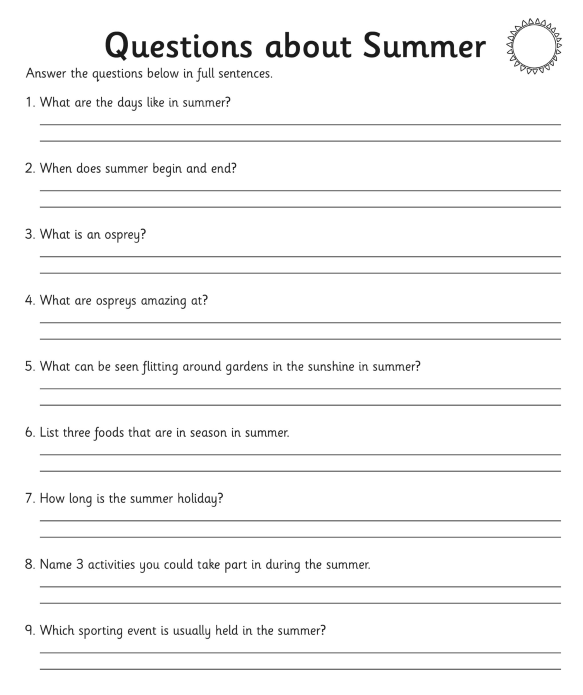 Questions about Summer
Answer the questions below in full sentences.
1. What are the days like in summer?
2. When does summer begin and end?
3. What is an osprey?
4. What are ospreys amazing at?
5. What can be seen flitting around gardens in the sunshine in summer?
6. List three foods that are in season in summer.
7. How long is the summer holiday?
8. Name 3 activities you could take part in during the summer.
9. Which sporting event is usually held in the summer?